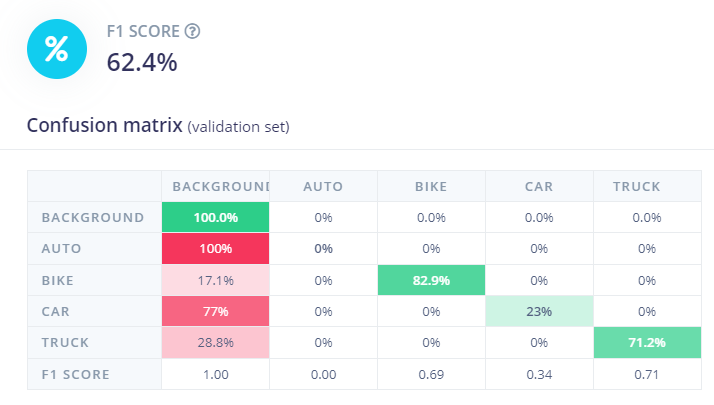 %
F1 SCORE ?
62.4%
Confusion matrix (validation set)
BACKGROUND AUTO BIKE CAR TRUCK
BACKGROUND 100.0% 0% 0.0% 0.0% 0.0%
AUTO 100% 0% 0% 0% 0%
BIKE 17.1% 0% 82.9% 0% 0%
CAR 77% 0% 0% 23% 0%
TRUCK 28.8% 0% 0% 0% 71.2%
F1 SCORE 1.00 0.00 0.69 0.34 0.71